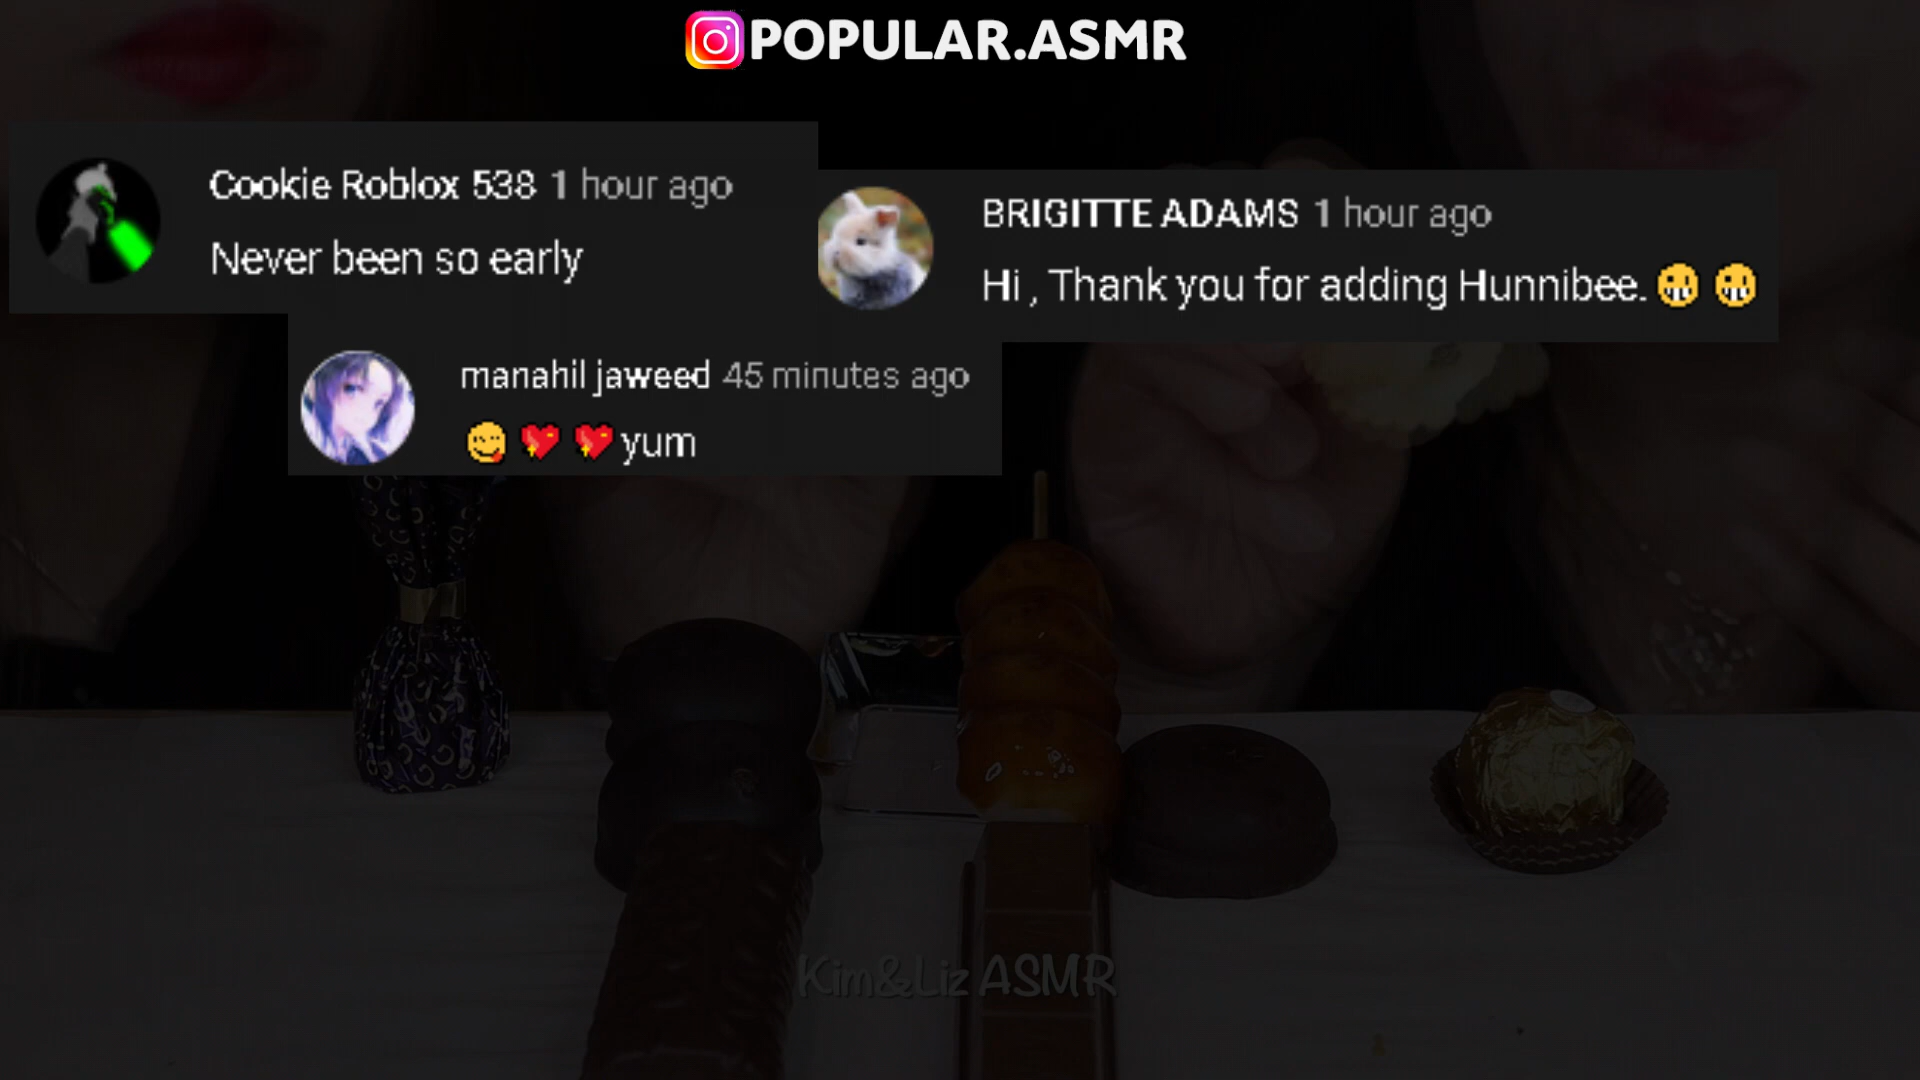 POPULAR.ASMR
Cookie Roblox 538 1 hour ago
Never been so early
BRIGITTE ADAMS 1 hour ago
Hi , Thank you for adding Hunnibee. 😁 😁
manahil jaweed 45 minutes ago
😋 💖 💖 yum
Kim&Liz ASMR